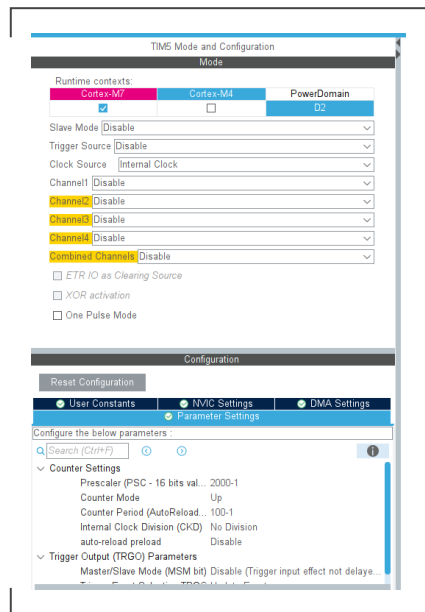 TIM5 Mode and Configuration
Mode
Runtime contexts:
Cortex-M7 Cortex-M4 PowerDomain
D2
Slave Mode Disable
Trigger Source Disable
Clock Source Internal Clock
Channel1 Disable
Channel2 Disable
Channel3 Disable
Channel4 Disable
Combined Channels Disable
ETR IO as Clearing Source
XOR activation
One Pulse Mode
Configuration
Reset Configuration
User Constants NVIC Settings DMA Settings
Parameter Settings
Configure the below parameters :
Search (Ctrl+F)
Counter Settings
Prescaler (PSC - 16 bits val... 2000-1
Counter Mode Up
Counter Period (AutoReload... 100-1
Internal Clock Division (CKD) No Division
auto-reload preload Disable
Trigger Output (TRGO) Parameters
Master/Slave Mode (MSM bit) Disable (Trigger input effect not delaye...